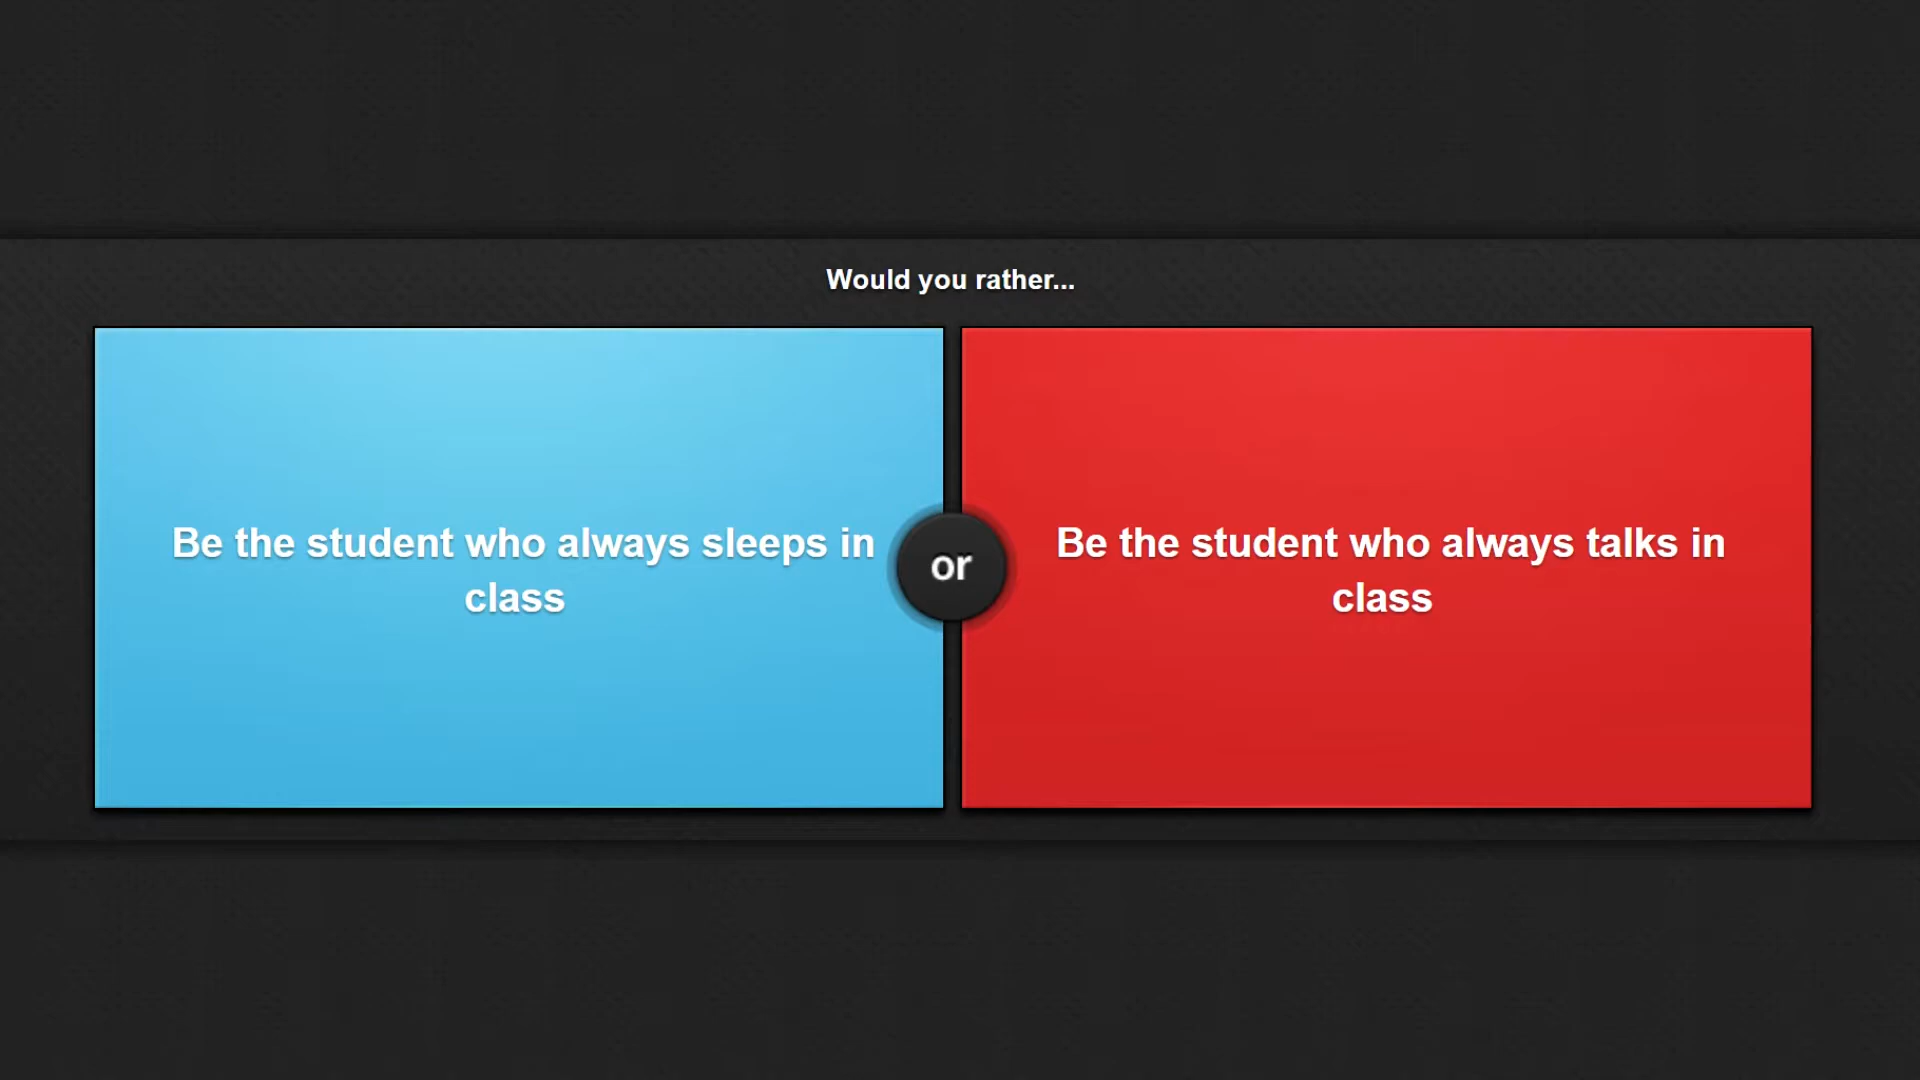 Would you rather...
Be the student who always sleeps in
class
or
Be the student who always talks in
class